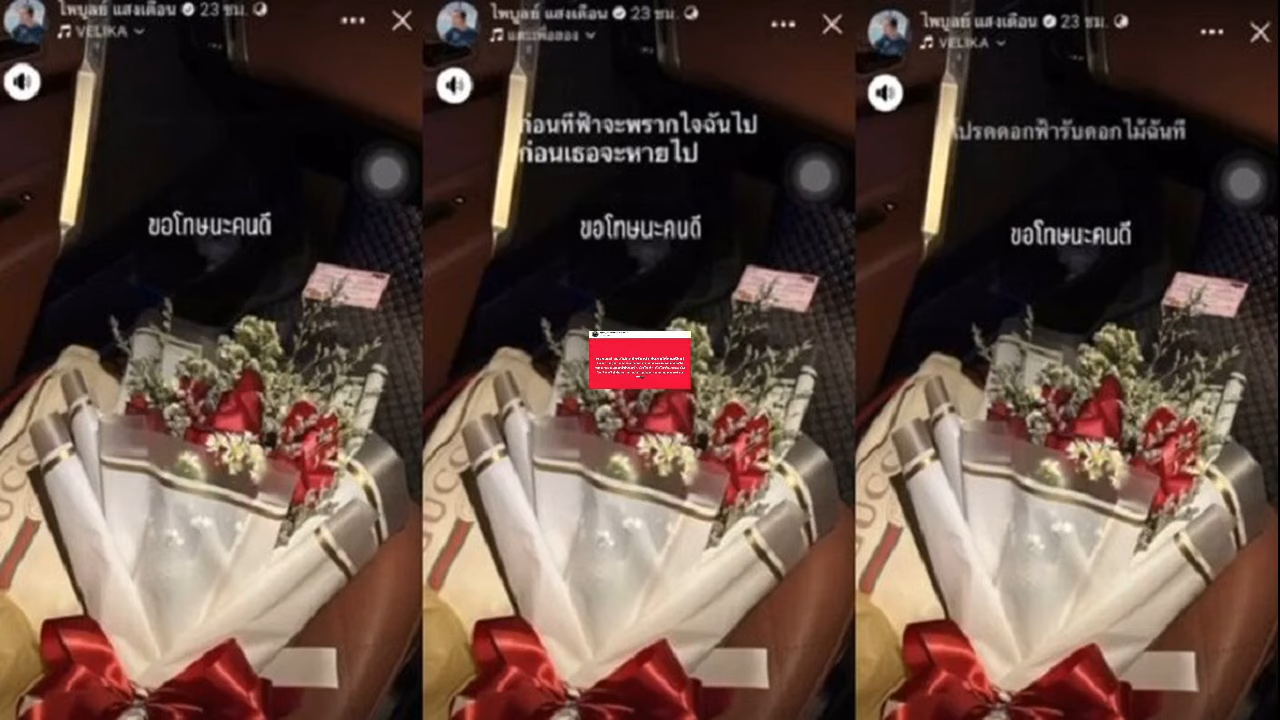 ไพบูลย์ แสงเดือน 23 ชม.
VELIKA
ขอโทษนะคนดี
ไพบูลย์ แสงเดือน 23 ชม.
ก่อนที่ฟ้าจะพรากใจฉันไป
ก่อนเธอจะหายไป
ขอโทษนะคนดี
ไพบูลย์ แสงเดือน 23 ชม.
VELIKA
โปรดดอกฟ้ารับดอกไม้ฉันที
ขอโทษนะคนดี